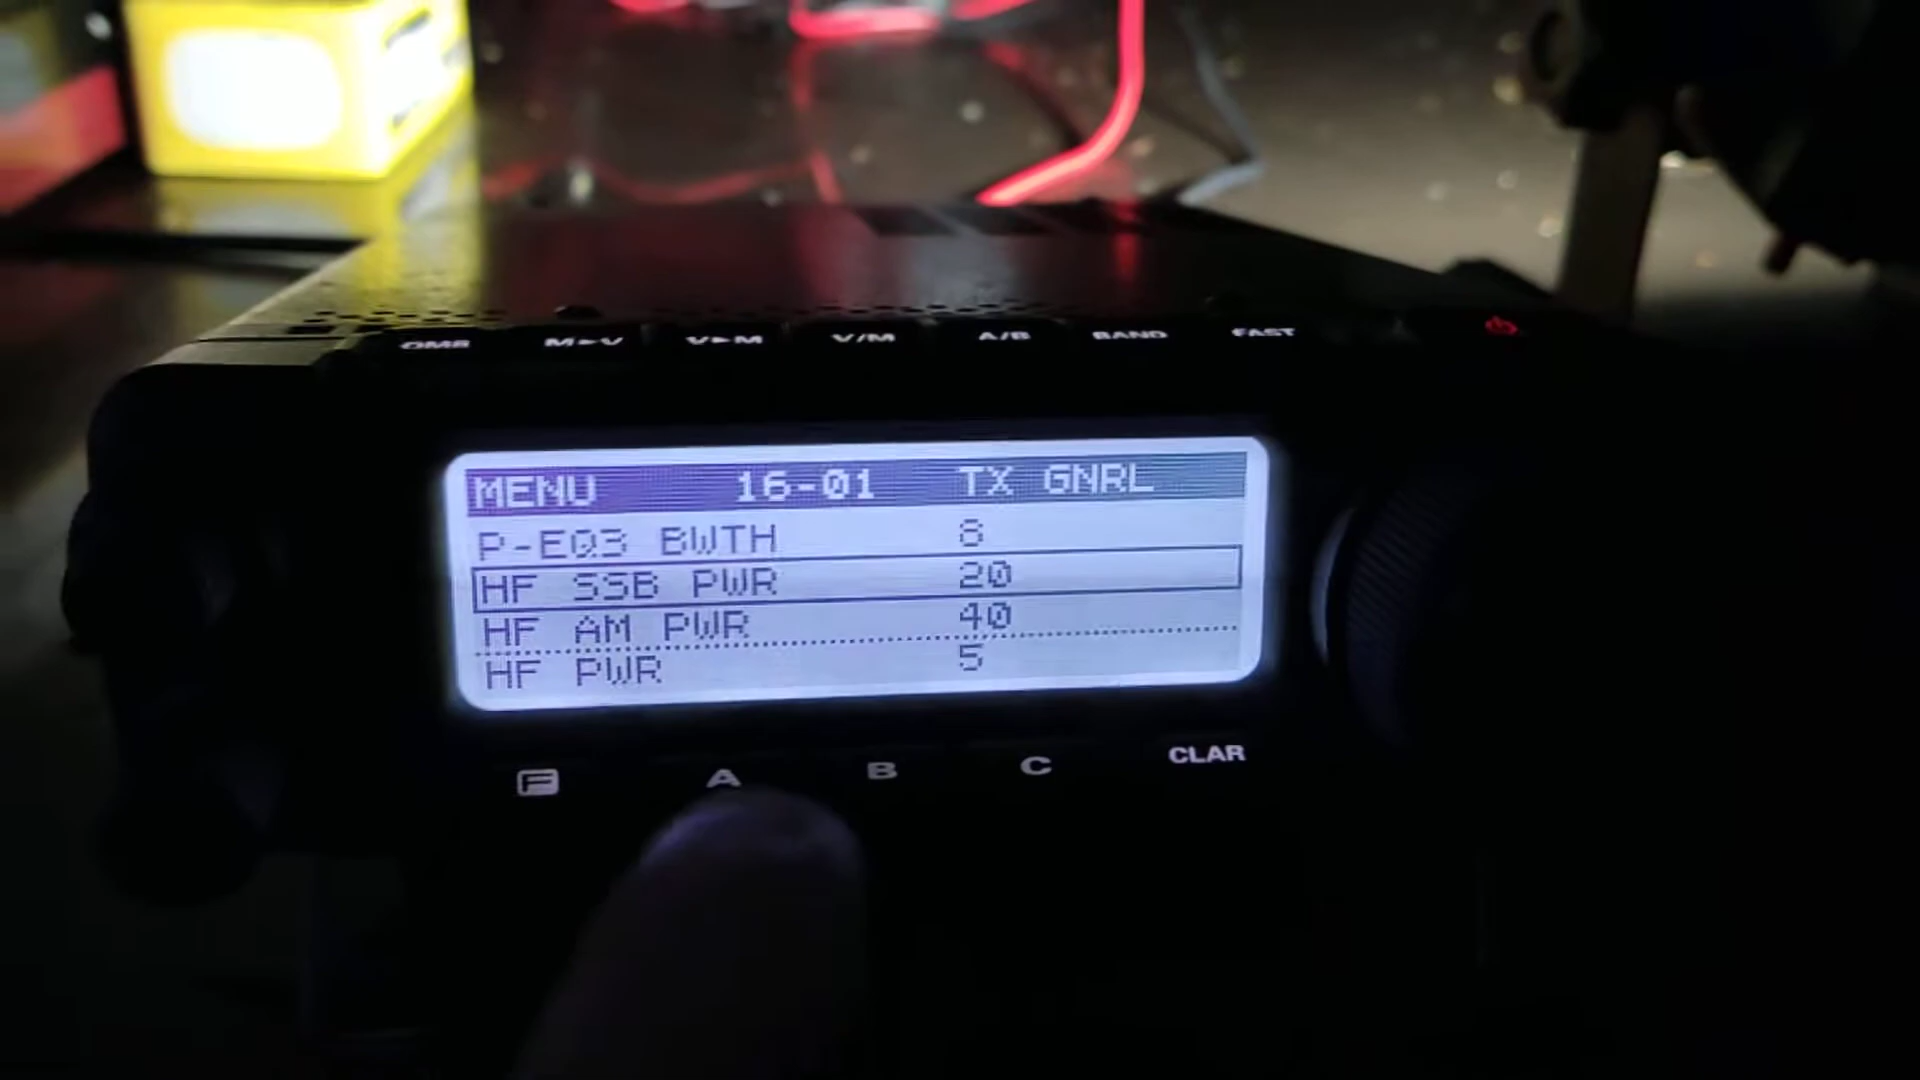 QMB M►V V►M V/M A/B BAND FAST
MENU 16-01 TX GNRL
P-EQ3 BWTH 8
HF SSB PWR 20
HF AM PWR 40
HF PWR 5
F A B C CLAR